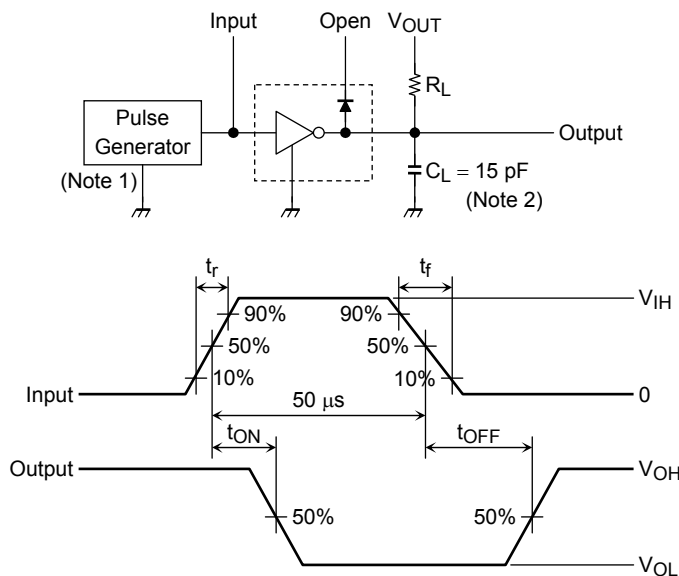 Input
Open
VOUT
RL
Pulse
Generator
(Note 1)
Output
CL = 15 pF
(Note 2)
tr
tf
VIH
90%
90%
50%
50%
10%
10%
Input
0
50 μs
tON
tOFF
Output
VOH
50%
50%
VOL